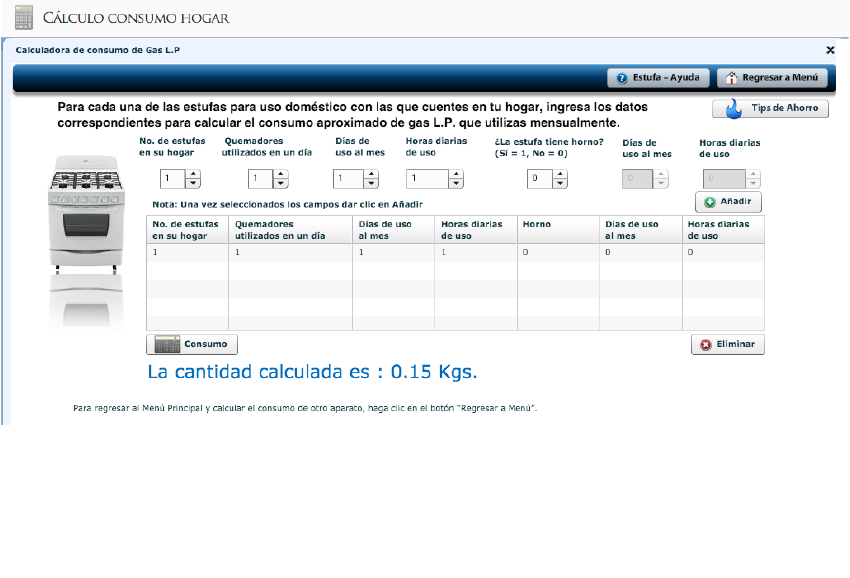 CÁLCULO CONSUMO HOGAR
Calculadora de consumo de Gas L.P
Estufa - Ayuda
Regresar a Menú
Para cada una de las estufas para uso doméstico con las que cuentes en tu hogar, ingresa los datos
correspondientes para calcular el consumo aproximado de gas L.P. que utilizas mensualmente.
Tips de Ahorro
No. de estufas en su hogar
Quemadores utilizados en un día
Días de uso al mes
Horas diarias de uso
¿La estufa tiene horno? (Sí = 1, No = 0)
Días de uso al mes
Horas diarias de uso
1 1 1 1 0 0 0
Nota: Una vez seleccionados los campos dar clic en Añadir
Añadir
No. de estufas en su hogar
Quemadores utilizados en un día
Días de uso al mes
Horas diarias de uso
Horno
Días de uso al mes
Horas diarias de uso
1 1 1 1 0 0 0
Consumo
Eliminar
La cantidad calculada es : 0.15 Kgs.
Para regresar al Menú Principal y calcular el consumo de otro aparato, haga clic en el botón "Regresar a Menú".